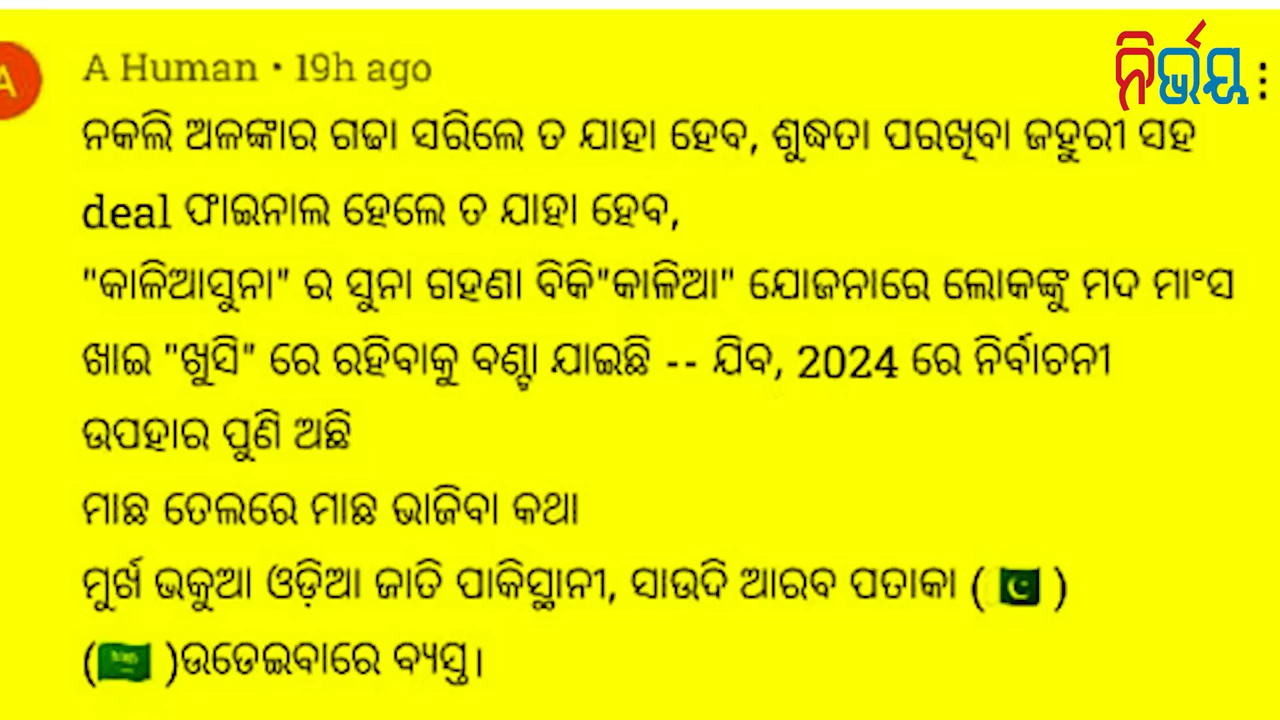 A Human • 19h ago
ନିର୍ଭୟ
A
ନକଲି ଅଳଙ୍କାର ଗଢା ସରିଲେ ତ ଯାହା ହେବ, ଶୁଦ୍ଧତା ପରଖିବା ଜହୁରୀ ସହ
deal ଫାଇନାଲ ହେଲେ ତ ଯାହା ହେବ,
"କାଳିଆସୁନା" ର ସୁନା ଗହଣା ବିକି"କାଳିଆ" ଯୋଜନାରେ ଲୋକଙ୍କୁ ମଦ ମାଂସ
ଖାଇ "ଖୁସି" ରେ ରହିବାକୁ ବଣ୍ଟା ଯାଇଛି -- ଯିବ, 2024 ରେ ନିର୍ବାଚନୀ
ଉପହାର ପୁଣି ଅଛି
ମାଛ ତେଲରେ ମାଛ ଭାଜିବା କଥା
ମୁର୍ଖ ଭକୁଆ ଓଡ଼ିଆ ଜାତି ପାକିସ୍ଥାନୀ, ସାଉଦି ଆରବ ପତାକା (🇵🇰 )
(🇸🇦 )ଉଡେଇବାରେ ବ୍ୟସ୍ତ।